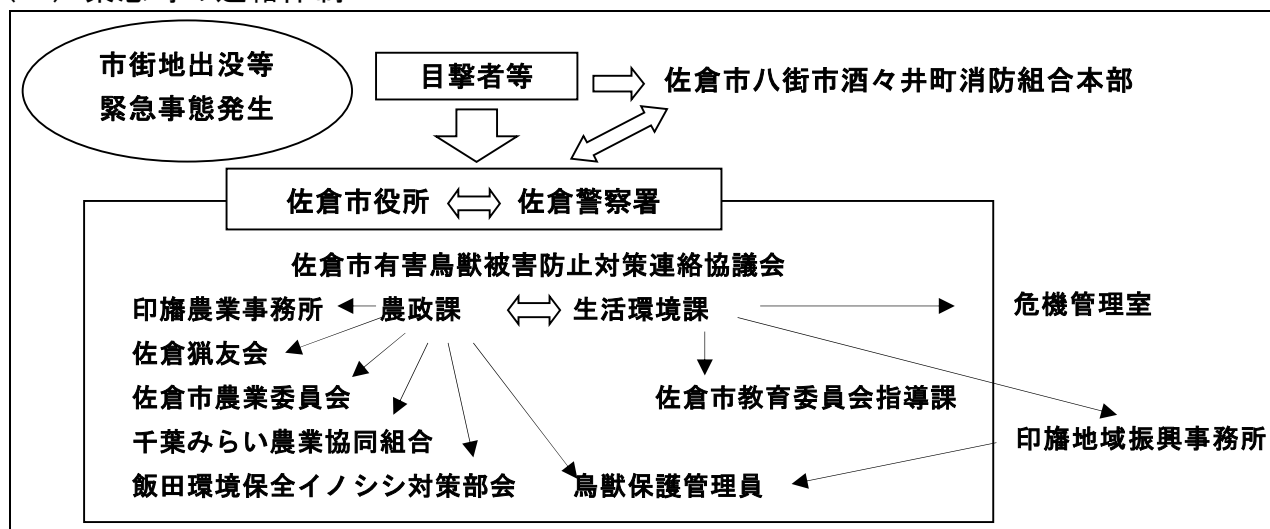 市街地出没等
緊急事態発生
目撃者等
佐倉市八街市酒々井町消防組合本部
佐倉市役所
佐倉警察署
佐倉市有害鳥獣被害防止対策連絡協議会
印旛農業事務所
農政課
生活環境課
危機管理室
佐倉猟友会
佐倉市農業委員会
佐倉市教育委員会指導課
千葉みらい農業協同組合
印旛地域振興事務所
飯田環境保全イノシシ対策部会
鳥獣保護管理員